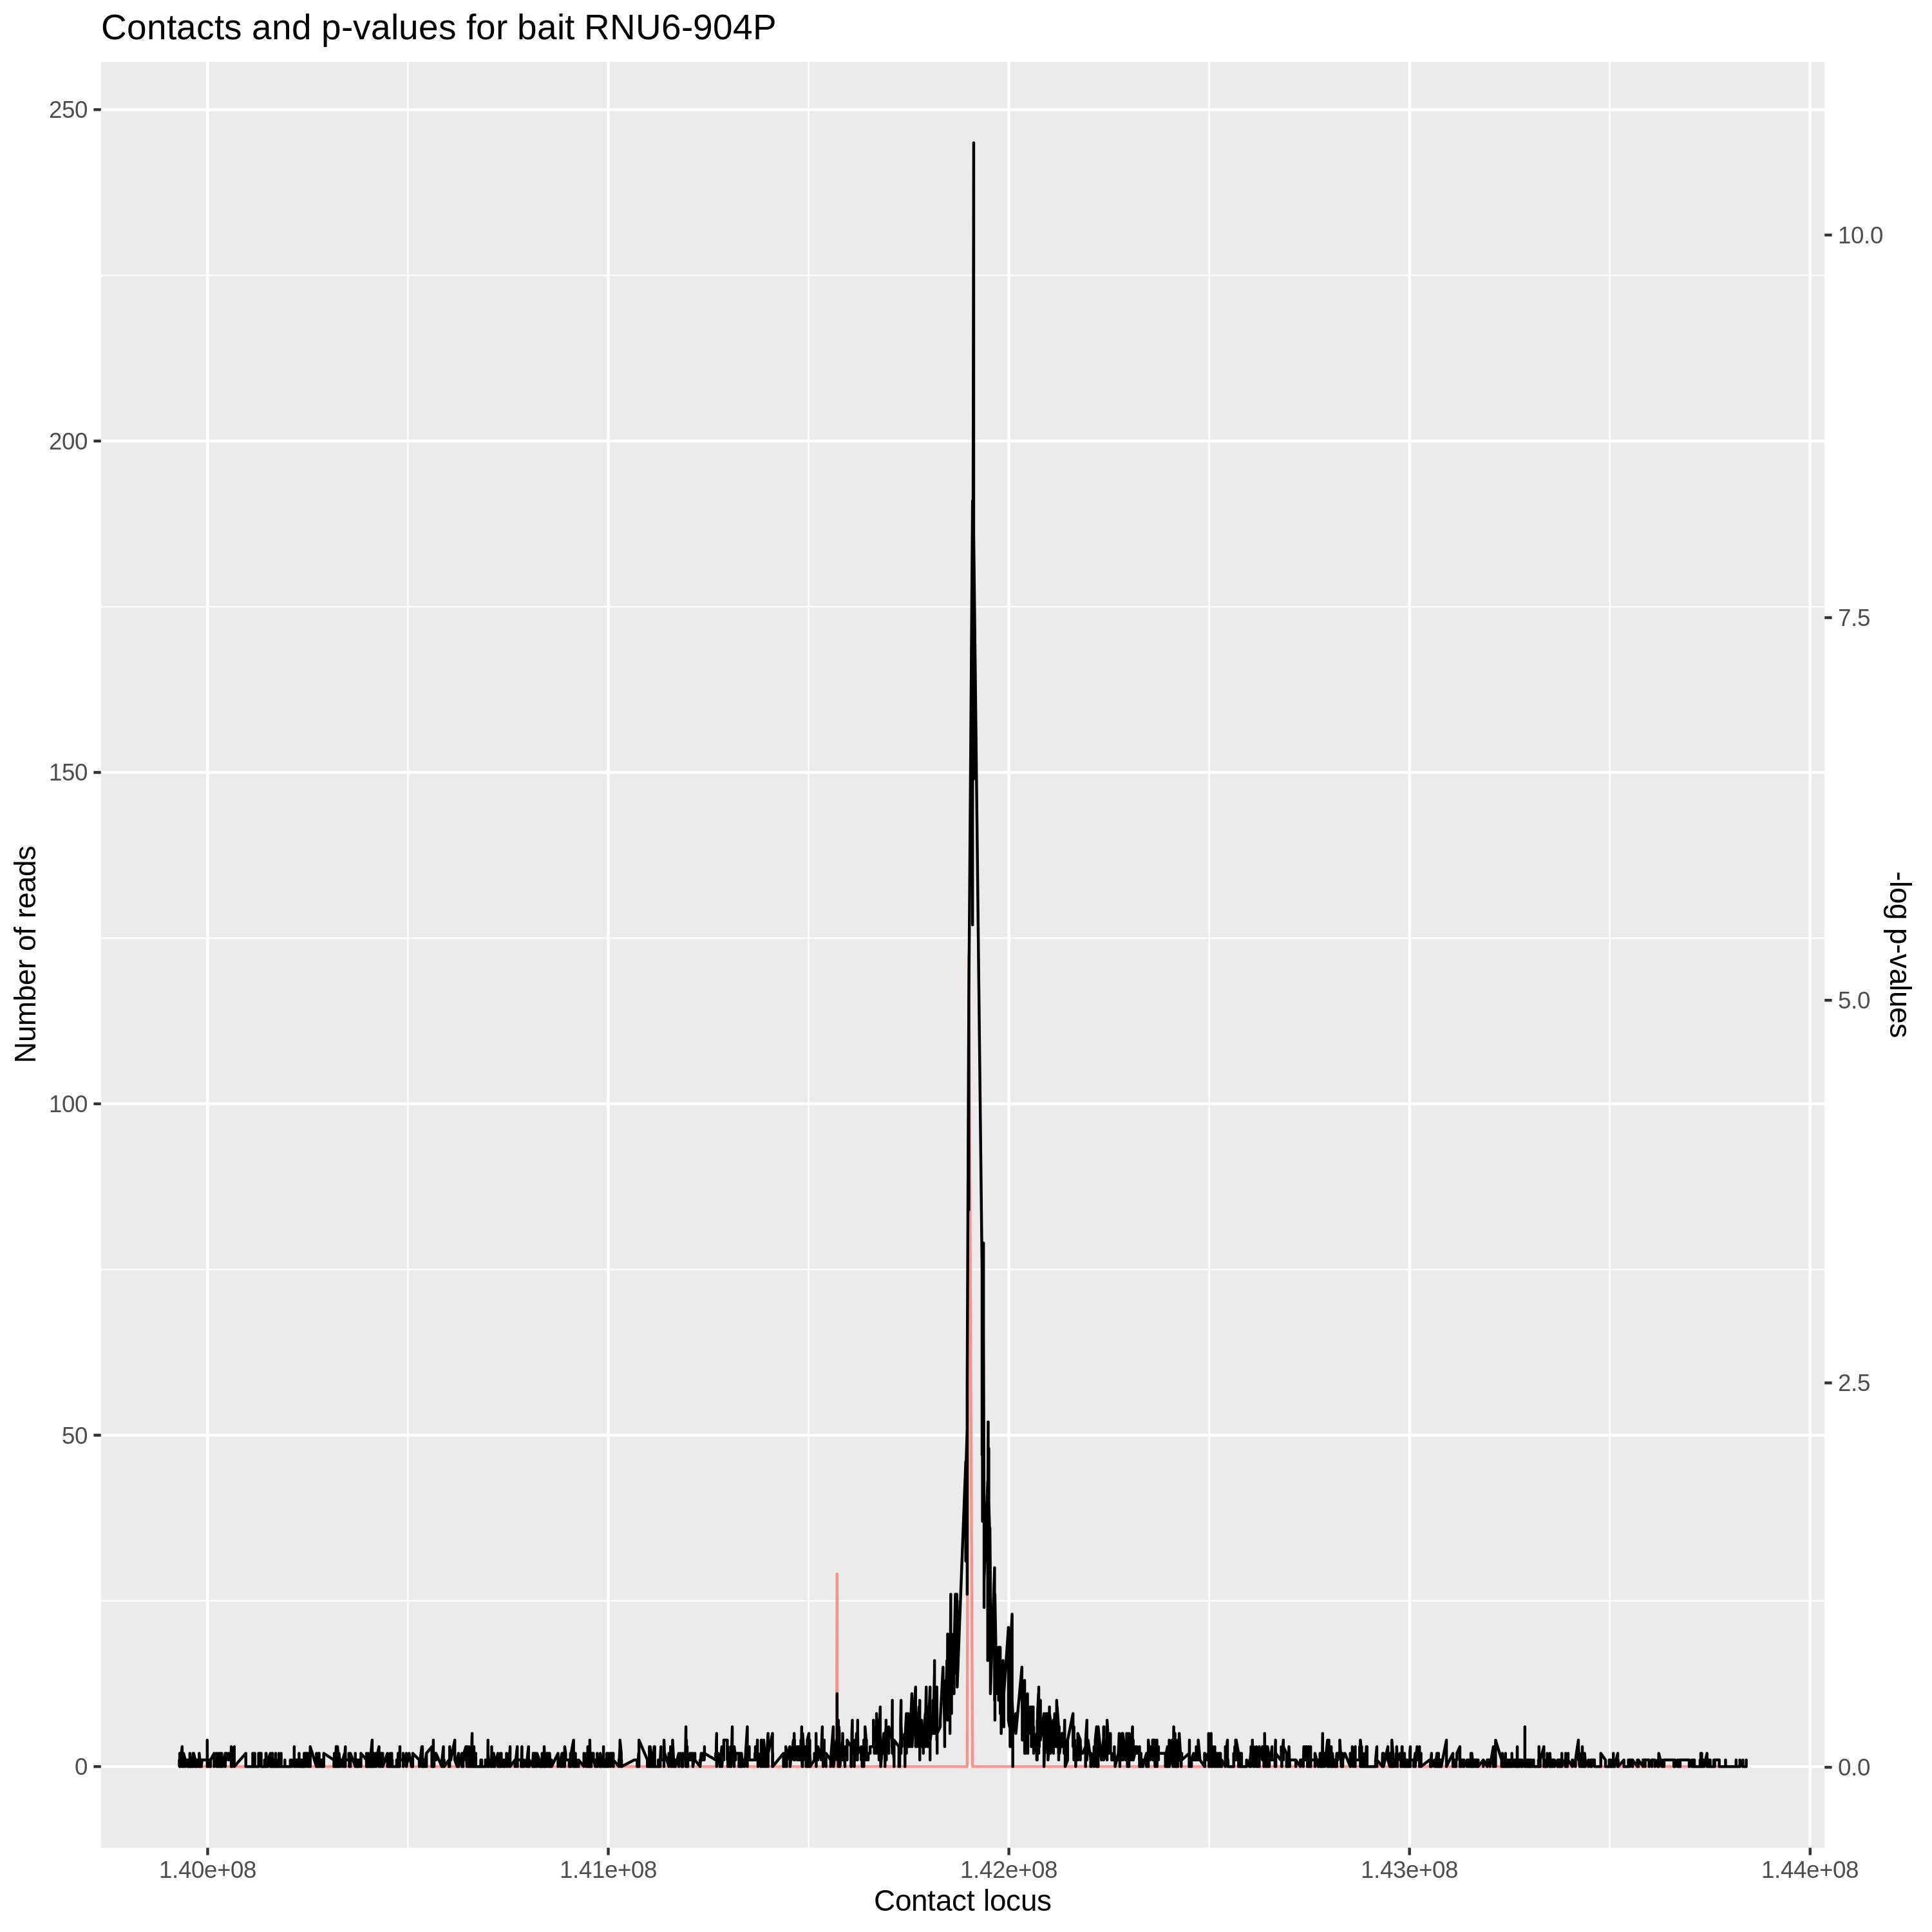 Contacts and p-values for bait RNU6-904P
250
200
150
100
50
0
Number of reads
10.0
7.5
5.0
2.5
0.0
-log p-values
1.40e+08
1.41e+08
1.42e+08
1.43e+08
1.44e+08
Contact locus